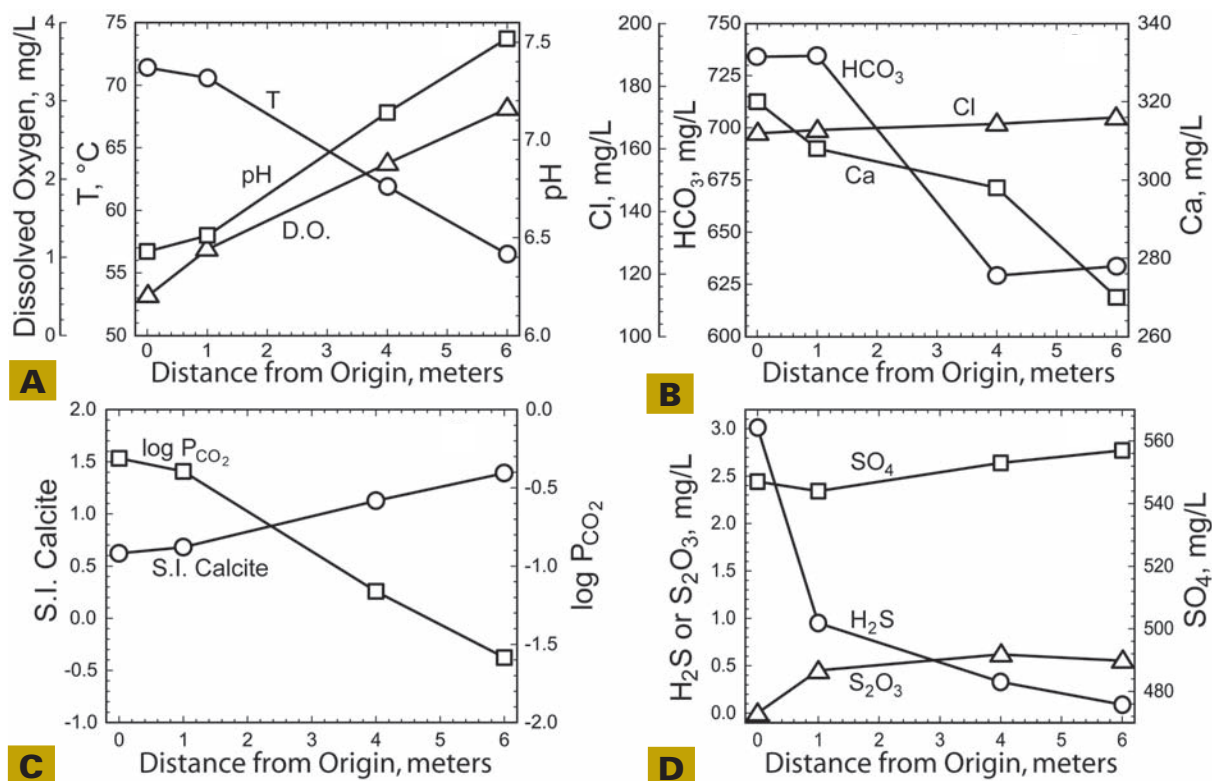 Dissolved Oxygen, mg/L
4
3
2
1
0
T, °C
75
70
65
60
55
50
T
pH
D.O.
7.5
7.0
6.5
6.0
pH
0 1 2 3 4 5 6
Distance from Origin, meters
A
Cl, mg/L
200
180
160
140
120
100
HCO₃, mg/L
750
725
700
675
650
625
600
HCO₃
Cl
Ca
340
320
300
280
260
Ca, mg/L
0 1 2 3 4 5 6
Distance from Origin, meters
B
S.I. Calcite
2.0
1.5
1.0
0.5
0.0
-0.5
-1.0
log P_CO₂
S.I. Calcite
0.0
-0.5
-1.0
-1.5
-2.0
log P_CO₂
0 1 2 3 4 5 6
Distance from Origin, meters
C
H₂S or S₂O₃, mg/L
3.0
2.5
2.0
1.5
1.0
0.5
0.0
SO₄
H₂S
S₂O₃
560
540
520
500
480
SO₄, mg/L
0 1 2 3 4 5 6
Distance from Origin, meters
D